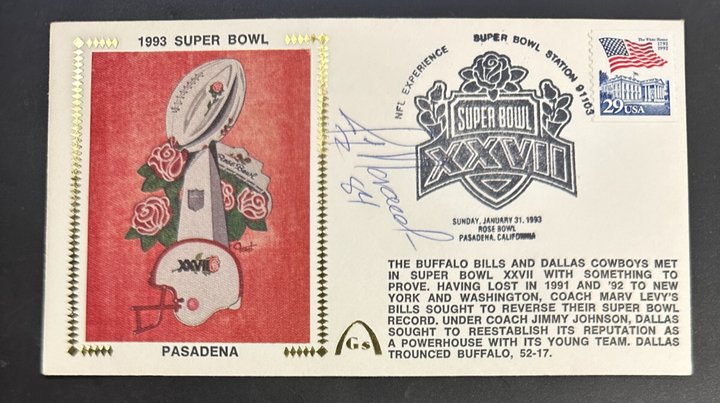 1993 SUPER BOWL
Rose Bowl
XXVII
PASADENA
Gs
NFL EXPERIENCE
SUPER BOWL STATION 91103
SUPER BOWL
XXVII
SUNDAY, JANUARY 31, 1993
ROSE BOWL
PASADENA, CALIFORNIA
The White House
1792
1992
29USA
84
THE BUFFALO BILLS AND DALLAS COWBOYS MET
IN SUPER BOWL XXVII WITH SOMETHING TO
PROVE. HAVING LOST IN 1991 AND '92 TO NEW
YORK AND WASHINGTON, COACH MARV LEVY'S
BILLS SOUGHT TO REVERSE THEIR SUPER BOWL
RECORD. UNDER COACH JIMMY JOHNSON, DALLAS
SOUGHT TO REESTABLISH ITS REPUTATION AS
A POWERHOUSE WITH ITS YOUNG TEAM. DALLAS
TROUNCED BUFFALO, 52-17.